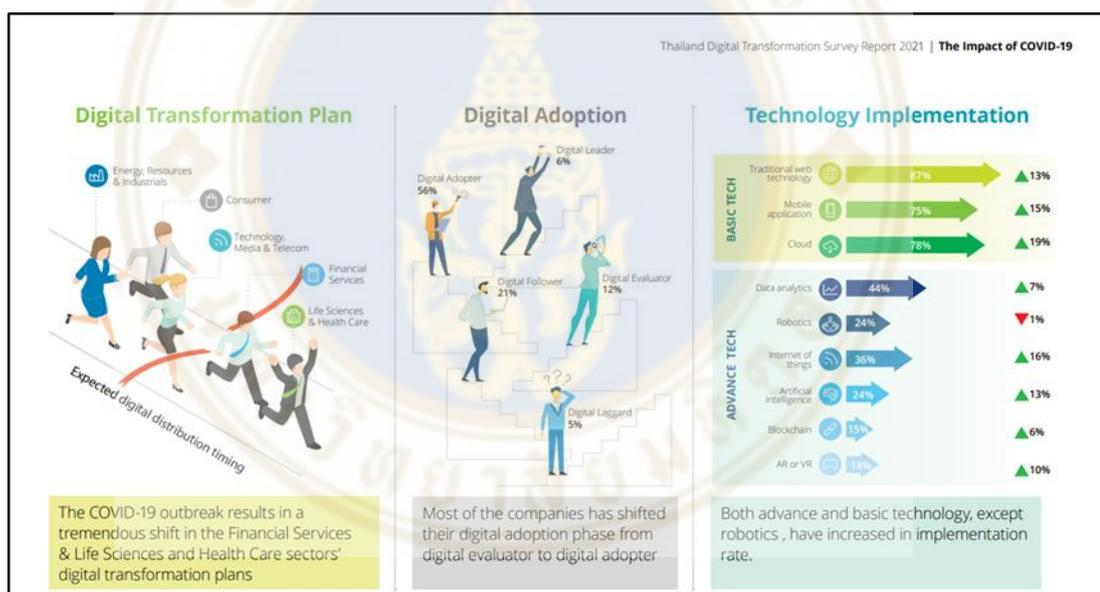 Thailand Digital Transformation Survey Report 2021 | The Impact of COVID-19
Digital Transformation Plan
Energy, Resources
& Industrials
Consumer
Technology,
Media & Telecom
Financial
Services
Life Sciences
& Health Care
Expected digital distribution timing
The COVID-19 outbreak results in a
tremendous shift in the Financial Services
& Life Sciences and Health Care sectors'
digital transformation plans
Digital Adoption
Digital Leader
6%
Digital Adopter
56%
Digital Follower
21%
Digital Evaluator
12%
???
Digital Laggard
5%
Most of the companies has shifted
their digital adoption phase from
digital evaluator to digital adopter
Technology Implementation
BASIC TECH
Traditional web
technology
87%
13%
Mobile
application
75%
15%
Cloud
78%
19%
ADVANCE TECH
Data analytics
44%
7%
Robotics
24%
1%
Internet of
things
36%
16%
Artificial
Intelligence
24%
13%
Blockchain
15%
6%
AR or VR
18%
10%
Both advance and basic technology, except
robotics , have increased in implementation
rate.